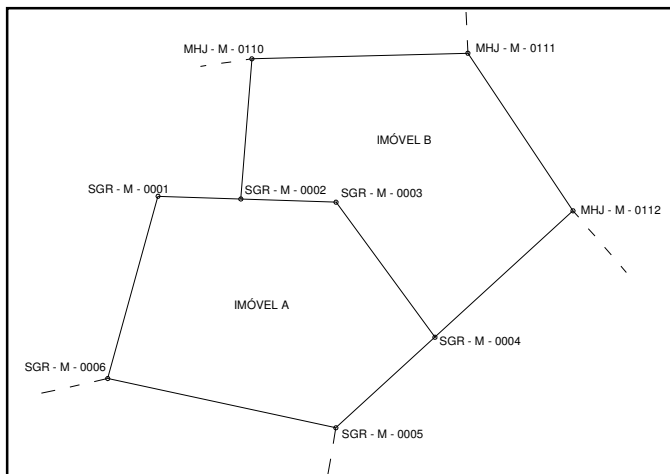 MHJ - M - 0110
MHJ - M - 0111
IMÓVEL B
SGR - M - 0001
SGR - M - 0002
SGR - M - 0003
MHJ - M - 0112
IMÓVEL A
SGR - M - 0004
SGR - M - 0006
SGR - M - 0005